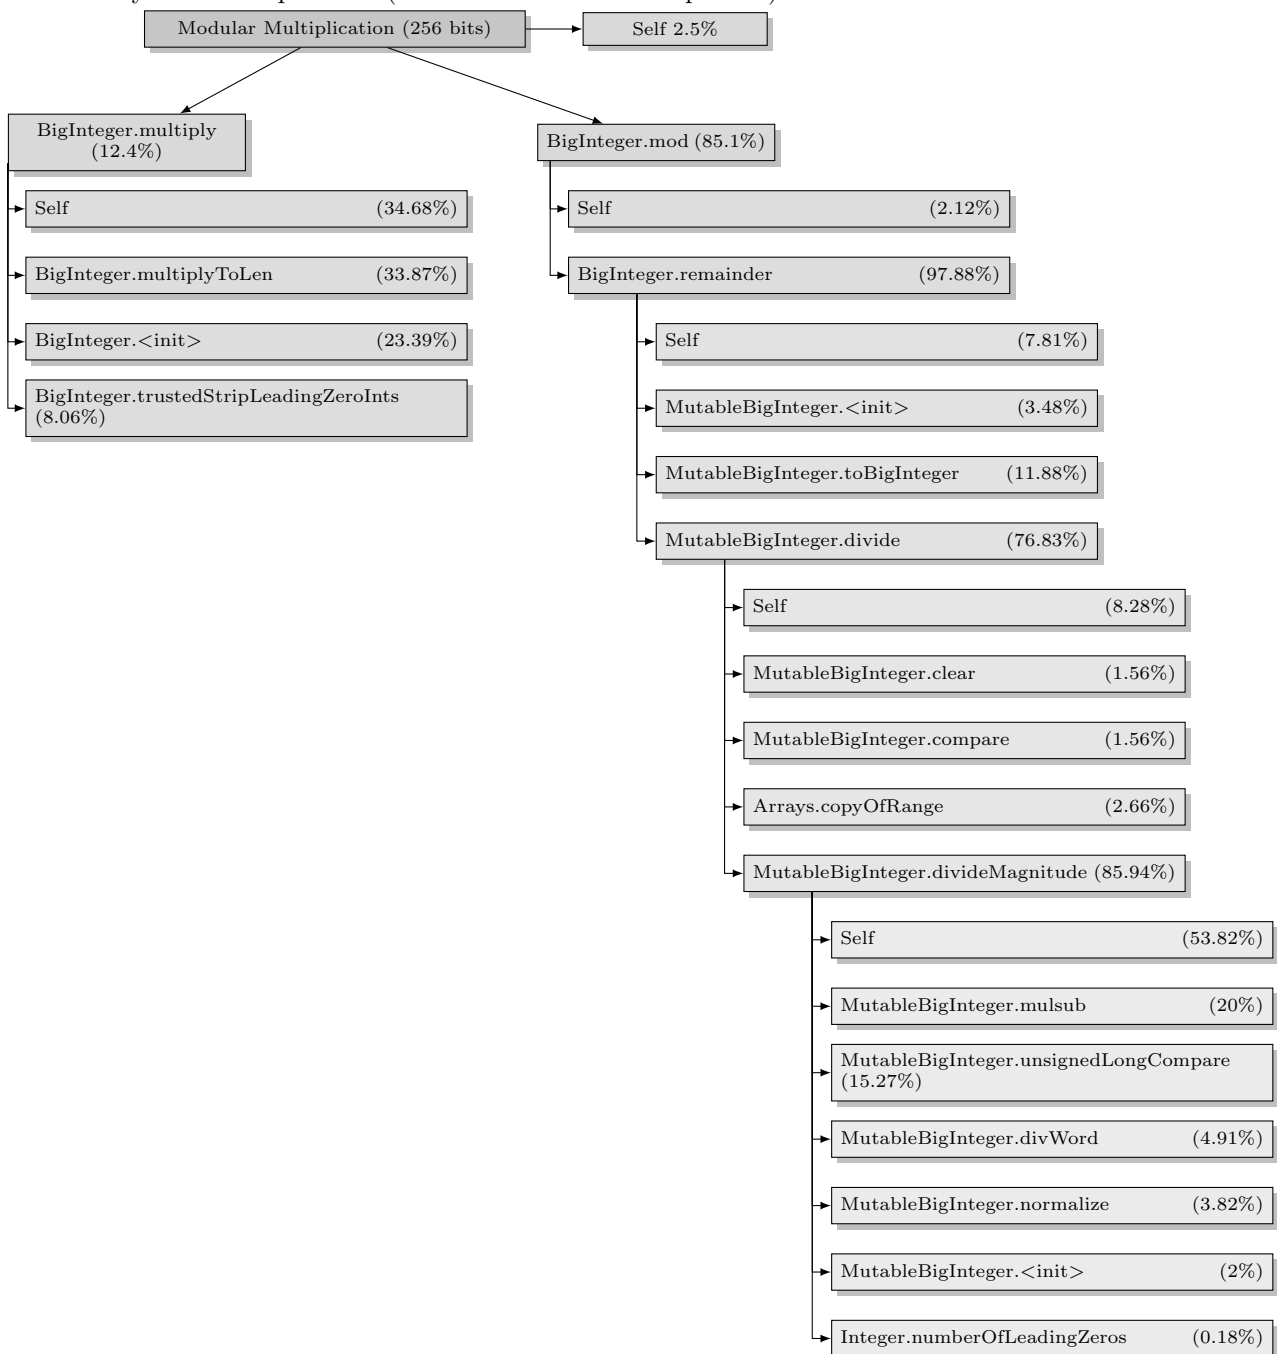 Modular Multiplication (256 bits)
Self 2.5%
BigInteger.multiply
(12.4%)
BigInteger.mod (85.1%)
Self (34.68%)
BigInteger.multiplyToLen (33.87%)
BigInteger.<init> (23.39%)
BigInteger.trustedStripLeadingZeroInts
(8.06%)
Self (2.12%)
BigInteger.remainder (97.88%)
Self (7.81%)
MutableBigInteger.<init> (3.48%)
MutableBigInteger.toBigInteger (11.88%)
MutableBigInteger.divide (76.83%)
Self (8.28%)
MutableBigInteger.clear (1.56%)
MutableBigInteger.compare (1.56%)
Arrays.copyOfRange (2.66%)
MutableBigInteger.divideMagnitude (85.94%)
Self (53.82%)
MutableBigInteger.mulsub (20%)
MutableBigInteger.unsignedLongCompare
(15.27%)
MutableBigInteger.divWord (4.91%)
MutableBigInteger.normalize (3.82%)
MutableBigInteger.<init> (2%)
Integer.numberOfLeadingZeros (0.18%)